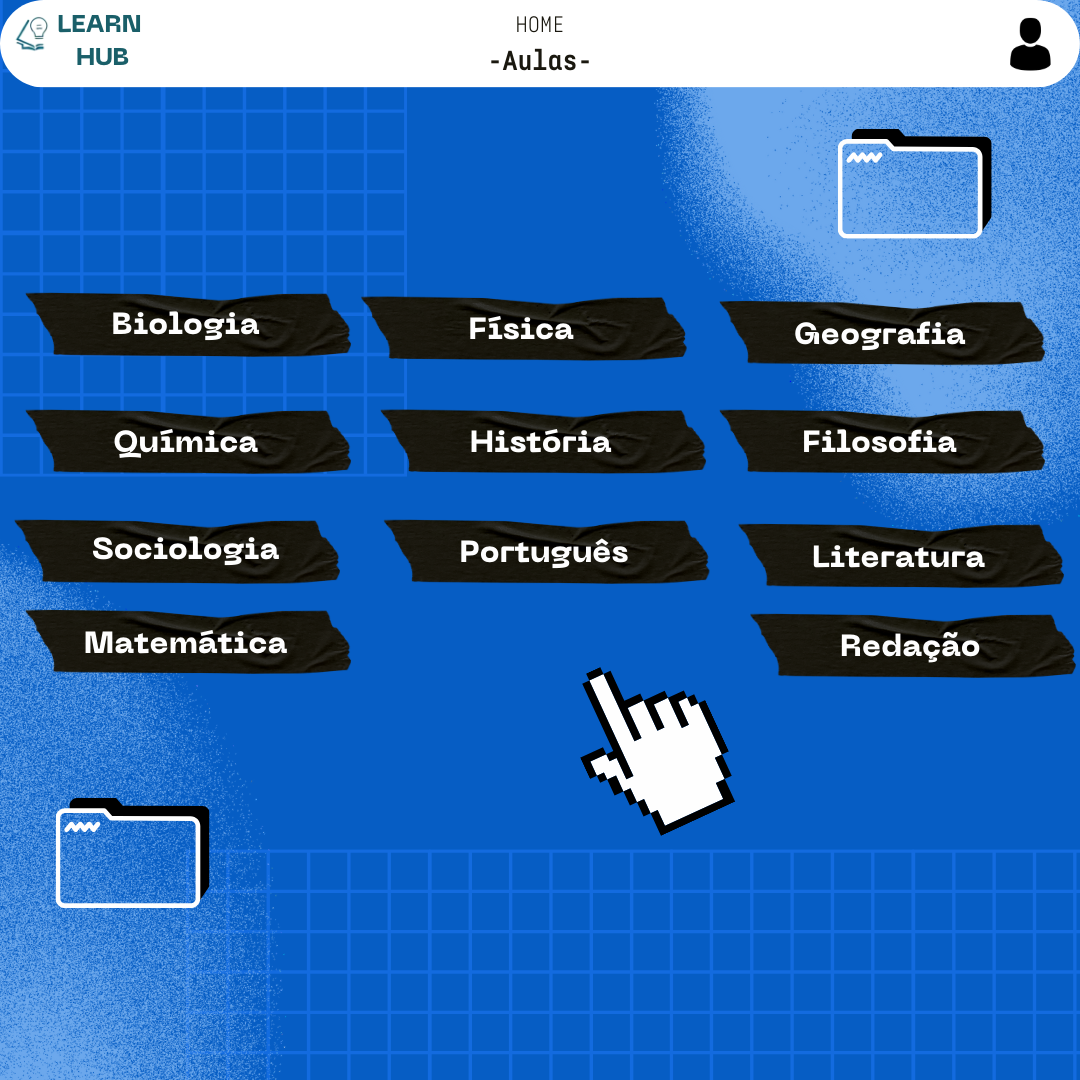 LEARN
HUB
HOME
-Aulas-
Biologia
Física
Geografia
Química
História
Filosofia
Sociologia
Português
Literatura
Matemática
Redação